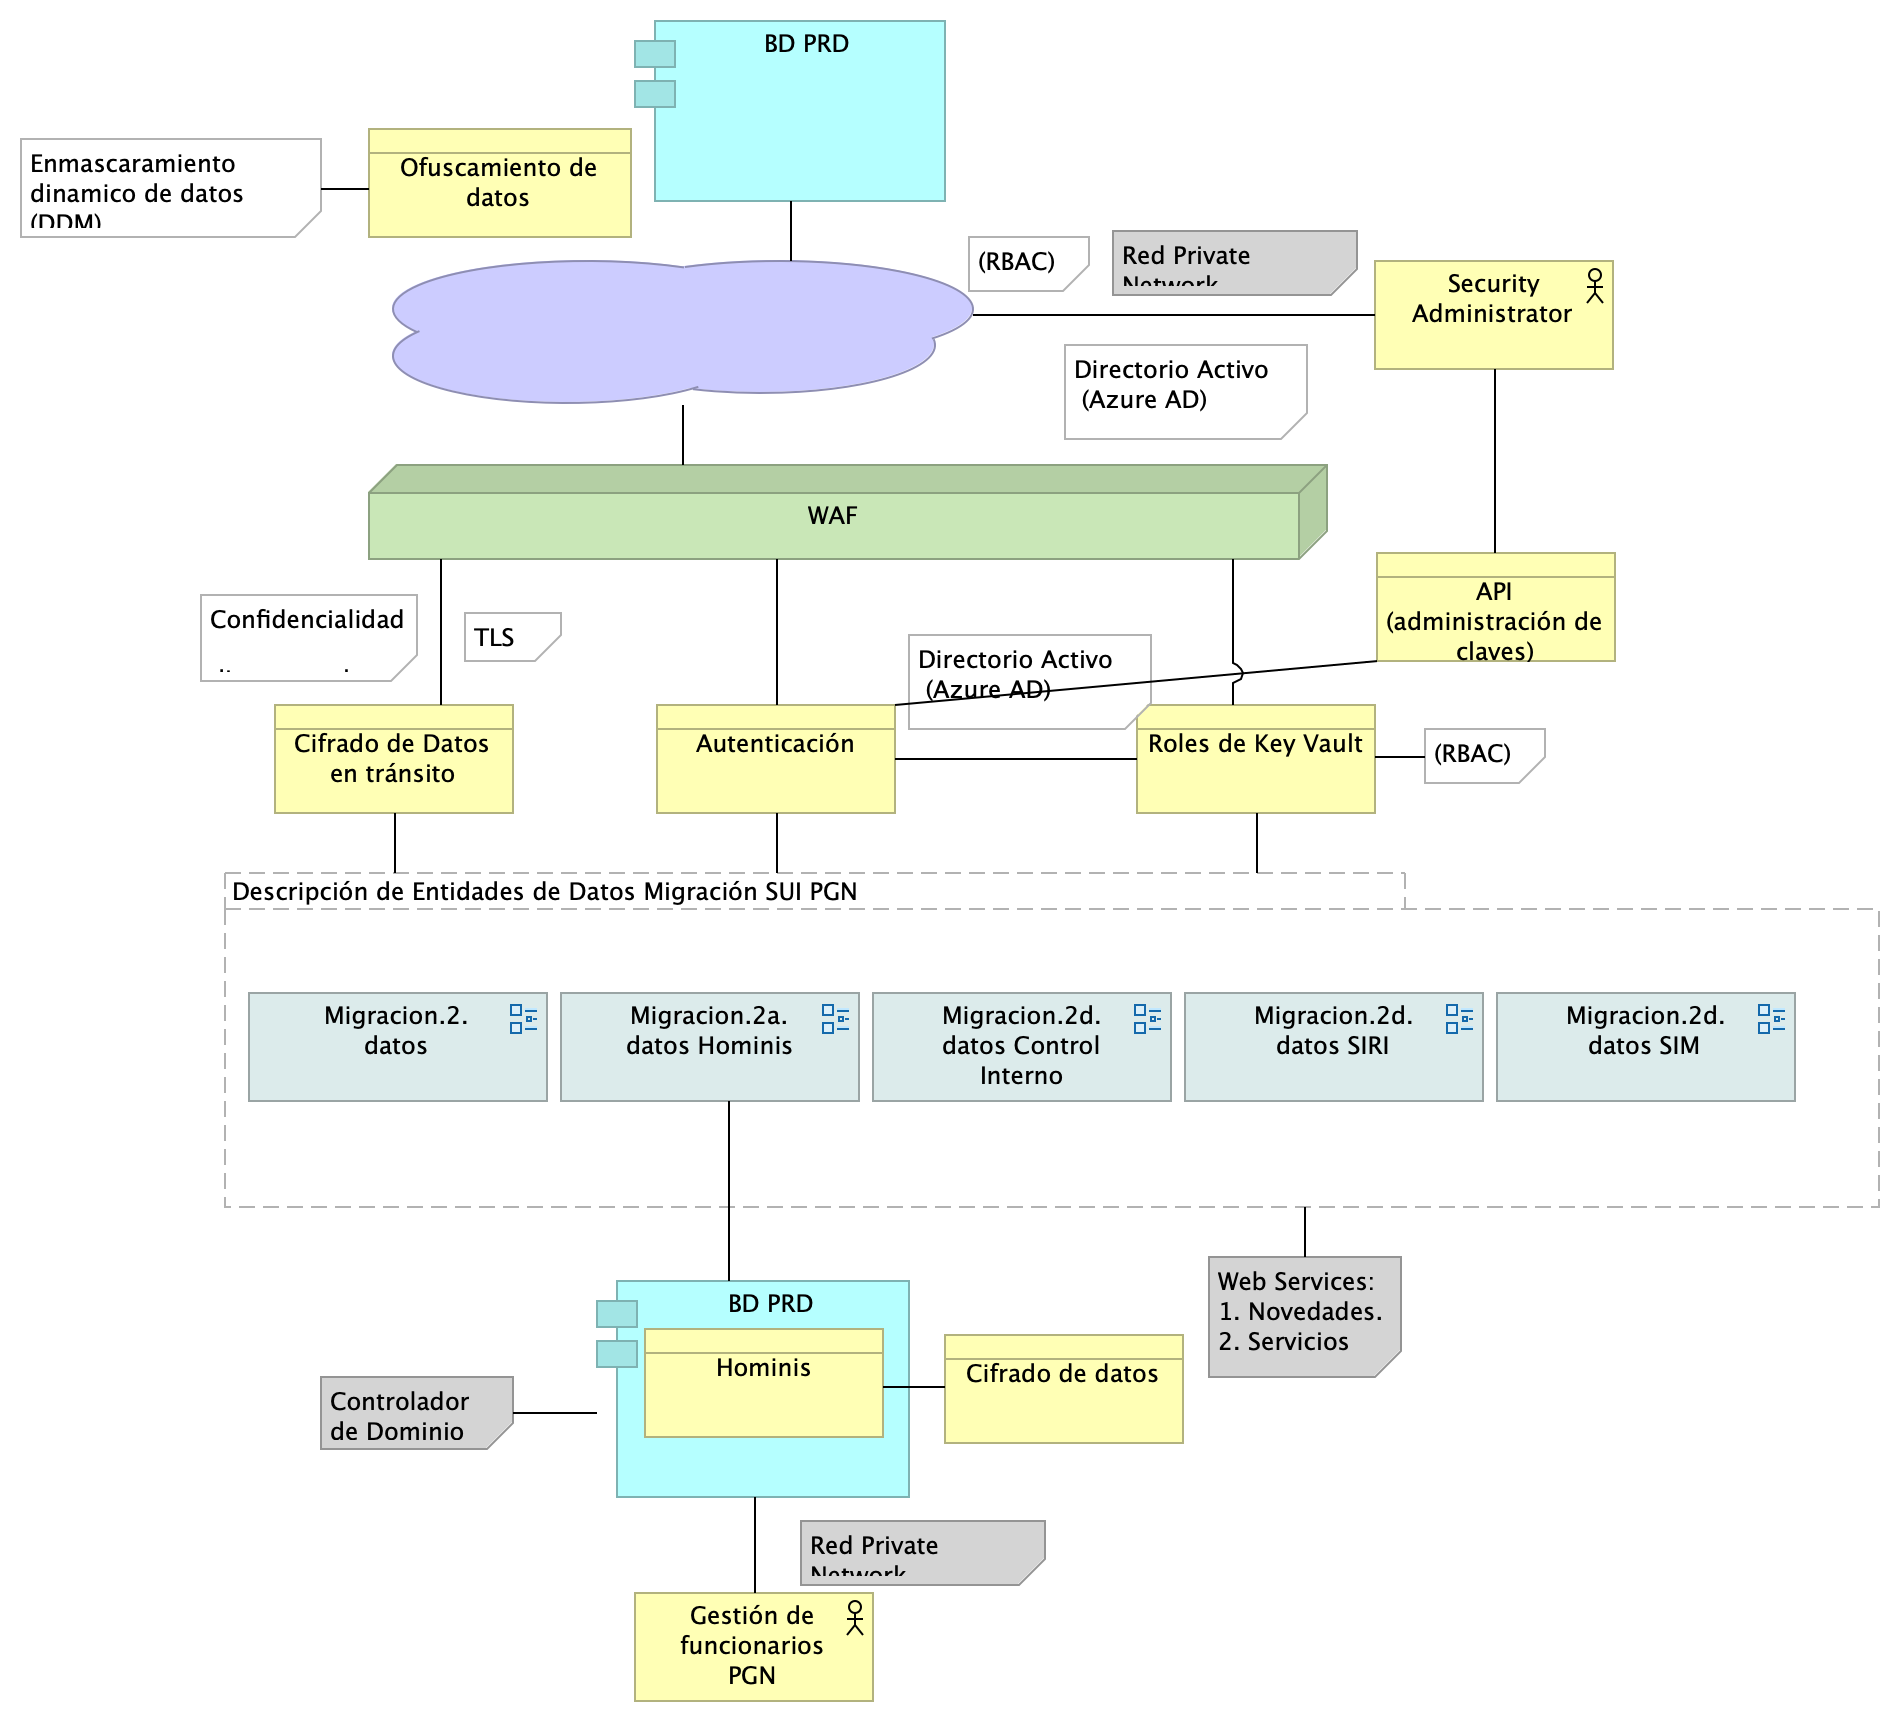 BD PRD
Enmascaramiento
dinamico de datos
(DDM)
Ofuscamiento de
datos
(RBAC)
Red Private
Network
Security
Administrator
Directorio Activo
(Azure AD)
WAF
Confidencialidad
TLS
API
(administración de
claves)
Directorio Activo
(Azure AD)
Cifrado de Datos
en tránsito
Autenticación
Roles de Key Vault
(RBAC)
Descripción de Entidades de Datos Migración SUI PGN
Migracion.2.
datos
Migracion.2a.
datos Hominis
Migracion.2d.
datos Control
Interno
Migracion.2d.
datos SIRI
Migracion.2d.
datos SIM
Web Services:
1. Novedades.
2. Servicios
BD PRD
Hominis
Cifrado de datos
Controlador
de Dominio
Red Private
Network
Gestión de
funcionarios
PGN